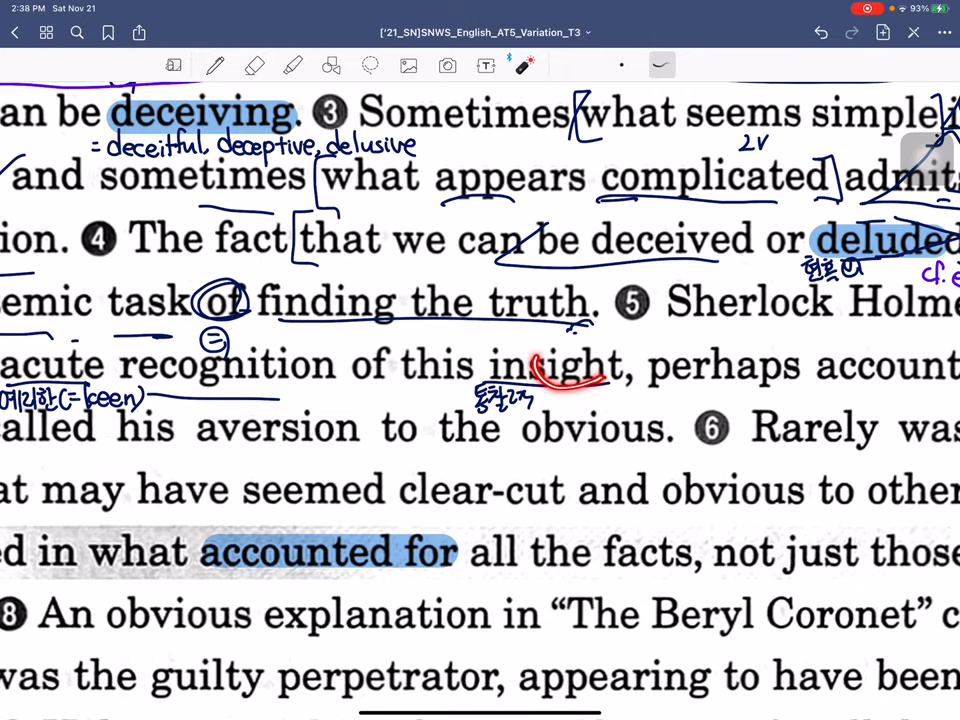 2:38 PM Sat Nov 21
93%
['21_SN]SNWS_English_AT5_Variation_T3
an be deceiving. ❸ Sometimes [what seems simple]
= deceitful, deceptive, delusive
2V
and sometimes [what appears complicated] admit
ion. ❹ The fact [that we can be deceived or deluded
cf.
emic task of finding the truth. ❺ Sherlock Holme
=
acute recognition of this insight, perhaps account
예리한(=keen)
통찰력
alled his aversion to the obvious. ❻ Rarely was
at may have seemed clear-cut and obvious to other
ed in what accounted for all the facts, not just those
❽ An obvious explanation in “The Beryl Coronet” c
was the guilty perpetrator, appearing to have been